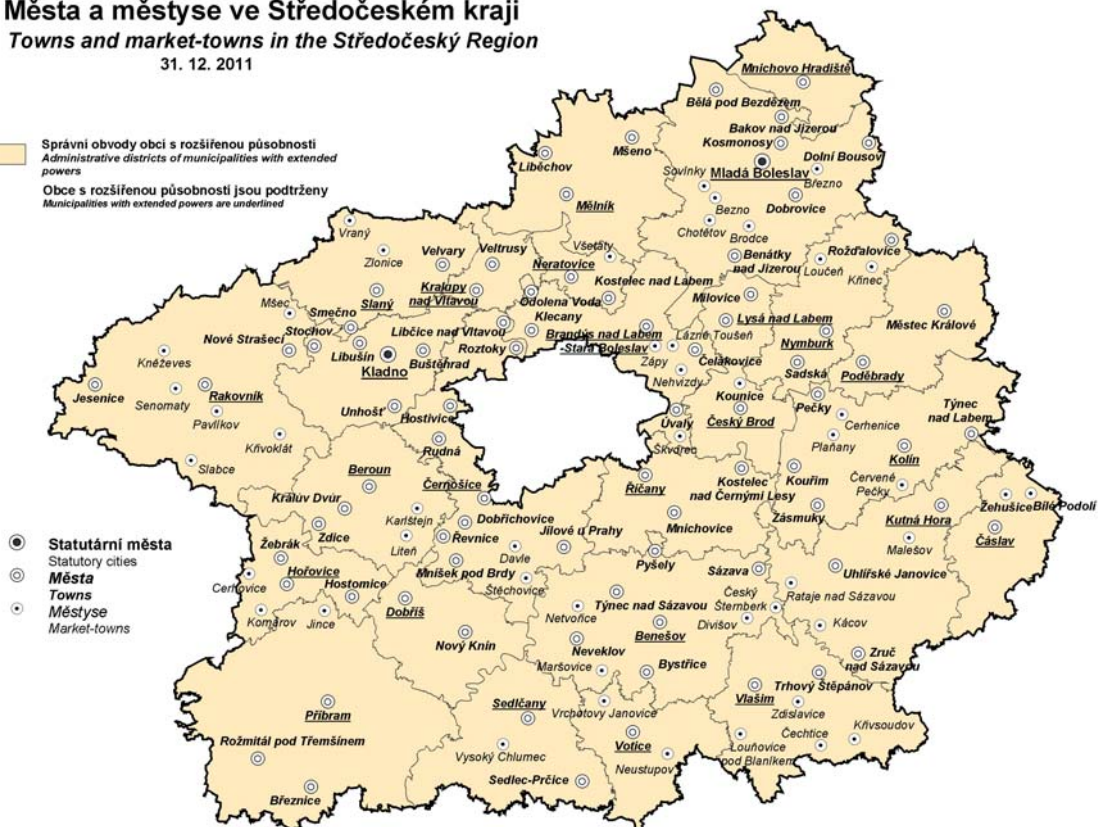 Města a městyse ve Středočeském kraji
Towns and market-towns in the Středočeský Region
31. 12. 2011
Správní obvody obcí s rozšířenou působností
Administrative districts of municipalities with extended
powers
Obce s rozšířenou působností jsou podtrženy
Municipalities with extended powers are underlined
Mnichovo Hradiště
Bělá pod Bezdězem
Bakov nad Jizerou
Kosmonosy
Mšeno
Liběchov
Dolní Bousov
Sovínky
Mladá Boleslav
Březno
Bezno
Dobrovice
Mělník
Chotětov
Brodce
Vraný
Zlonice
Velvary
Veltrusy
Všetaty
Neratovice
Benátky
nad Jizerou
Rožďalovice
Loučeň
Křinec
Kostelec nad Labem
Slaný
Kralupy
nad Vltavou
Odolena Voda
Klecany
Milovice
Mšec
Smečno
Stochov
Nové Strašecí
Libušín
Kladno
Buštěhrad
Libčice nad Vltavou
Roztoky
Brandýs nad Labem
-Stará Boleslav
Lysá nad Labem
Městec Králové
Lázně Toušeň
Nymburk
Zápy
Čelákovice
Nehvizdy
Sadská
Poděbrady
Kněževes
Jesenice
Senomaty
Rakovník
Pavlíkov
Křivoklát
Slabce
Unhošť
Hostivice
Rudná
Kounice
Český Brod
Úvaly
Škvorec
Pečky
Cerhenice
Plaňany
Týnec
nad Labem
Kolín
Beroun
Černošice
Říčany
Kostelec
nad Černými Lesy
Kouřim
Červené
Pečky
Zásmuky
Kutná Hora
Žehušice
Bílé Podolí
Čáslav
Malešov
Králův Dvůr
Karlštejn
Zdice
Liteň
Dobřichovice
Řevnice
Jílové u Prahy
Mnichovice
Davle
Mníšek pod Brdy
Štěchovice
Pyšely
Sázava
Uhlířské Janovice
Žebrák
Hořovice
Cerhovice
Hostomice
Komárov
Jince
Dobříš
Nový Knín
Týnec nad Sázavou
Netvořice
Benešov
Neveklov
Maršovice
Bystřice
Český
Šternberk
Divišov
Rataje nad Sázavou
Kácov
Zruč
nad Sázavou
Trhový Štěpánov
Vlašim
Zdislavice
Čechtice
Křivsoudov
Louňovice
pod Blaníkem
Příbram
Rožmitál pod Třemšínem
Březnice
Sedlčany
Vrchotovy Janovice
Vysoký Chlumec
Votice
Neustupov
Sedlec-Prčice
Statutární města
Statutory cities
Města
Towns
Městyse
Market-towns